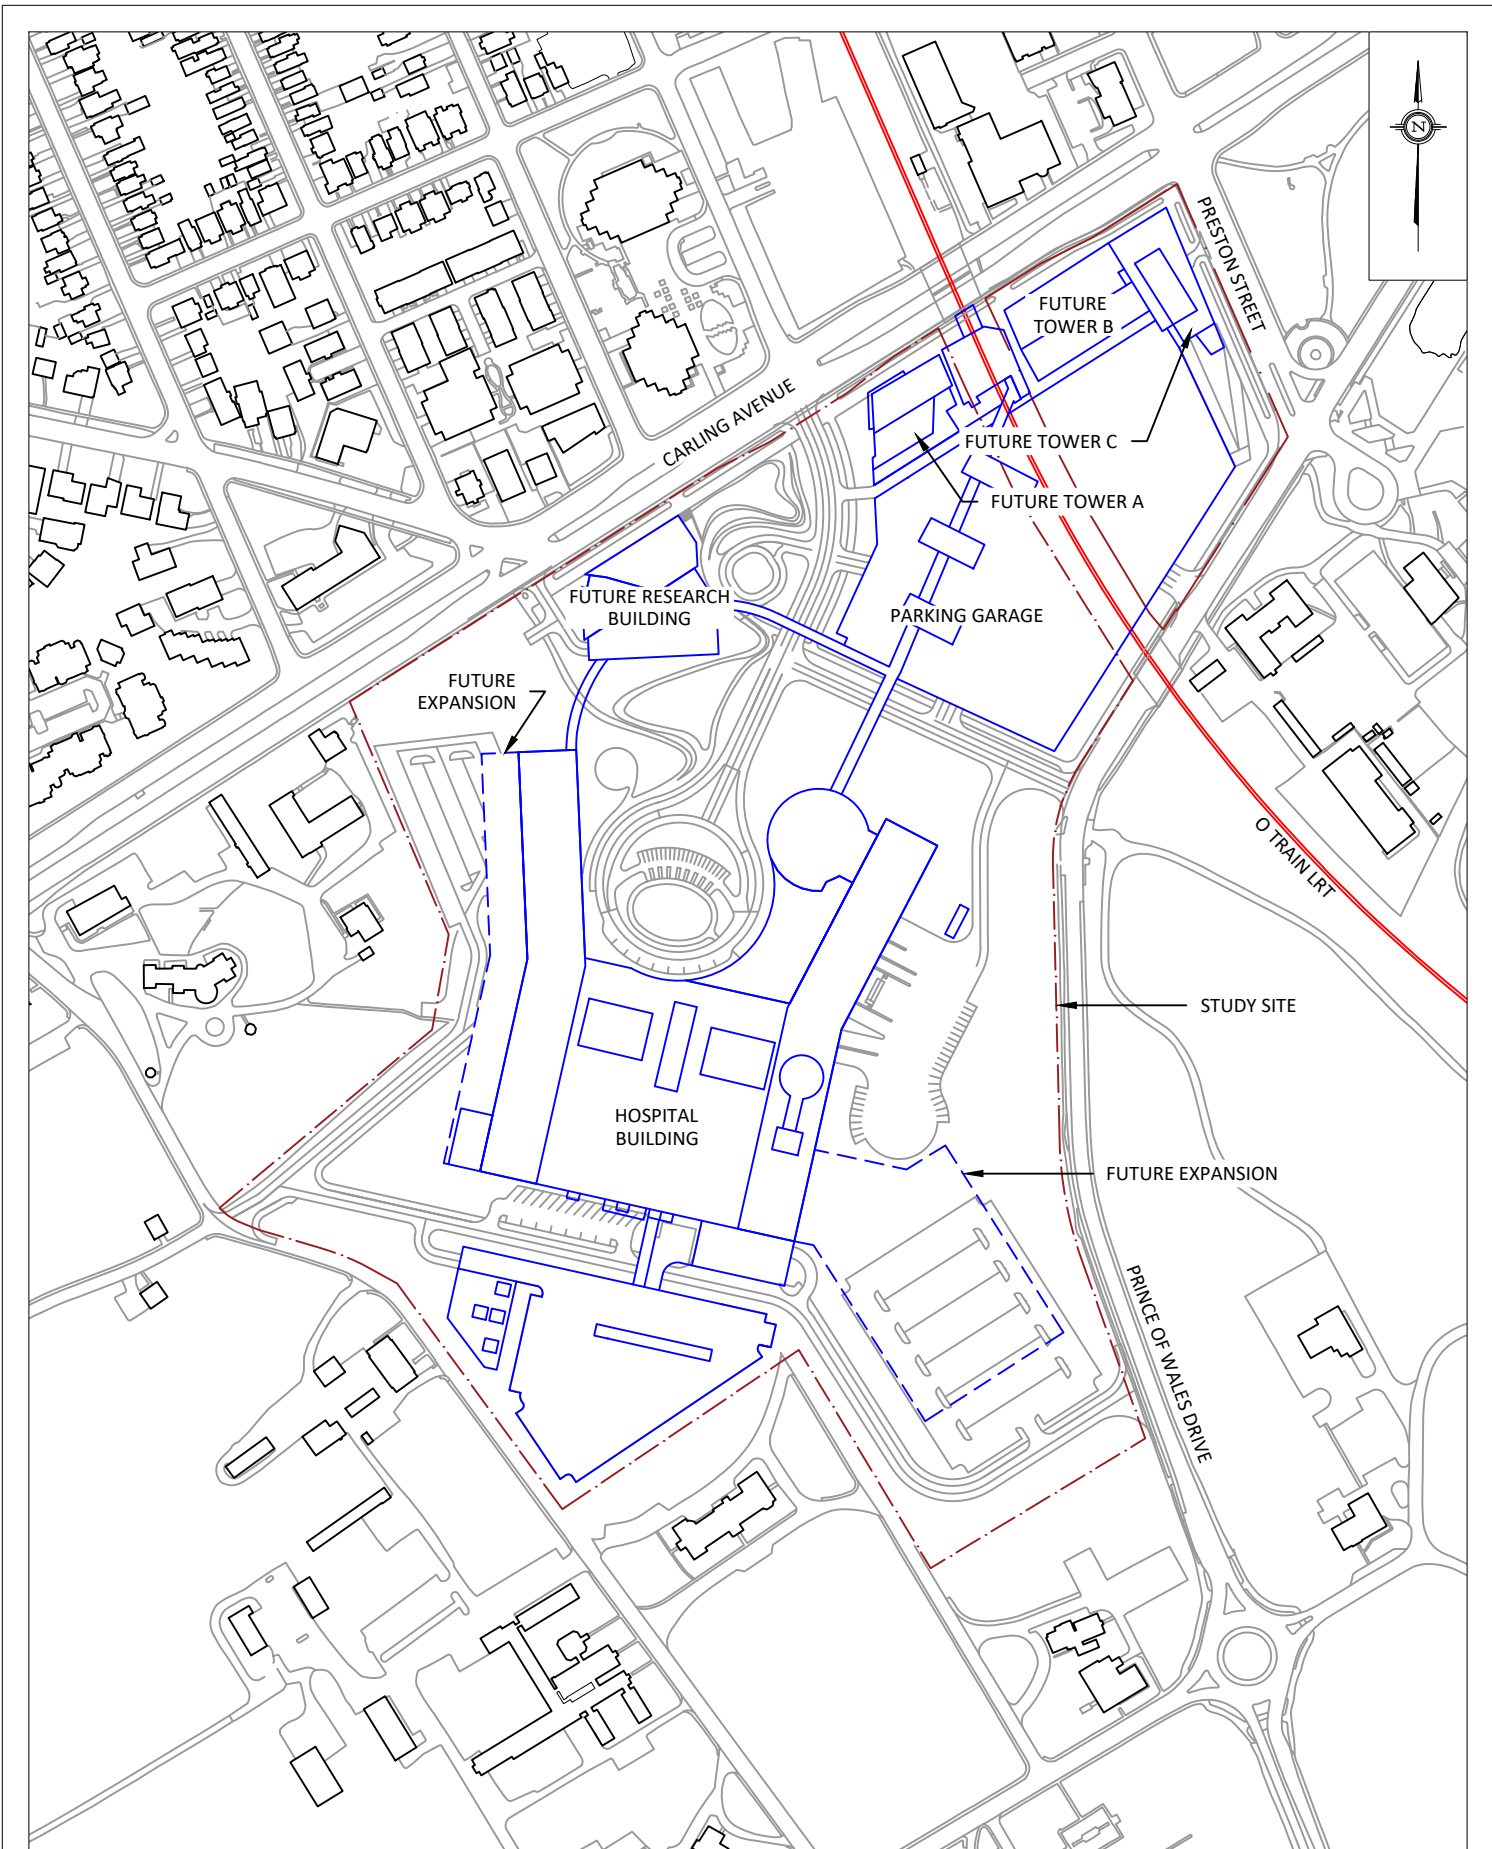 N
PRESTON STREET
FUTURE
TOWER B
CARLING AVENUE
FUTURE TOWER C
FUTURE TOWER A
FUTURE RESEARCH
BUILDING
PARKING GARAGE
FUTURE
EXPANSION
O TRAIN LRT
STUDY SITE
HOSPITAL
BUILDING
FUTURE EXPANSION
PRINCE OF WALES DRIVE